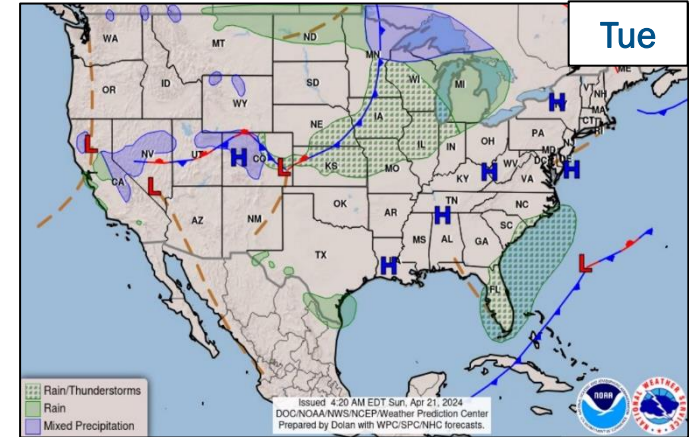 Tue
WA
MT
ND
MN
ME
OR
ID
SD
WI
MI
VT
NH
WY
MA
CT
RI
NE
IA
PA
NV
UT
CO
IL
IN
OH
MD
NJ
DE
DC
WV
VA
CA
KS
MO
KY
NC
TN
OK
AR
SC
AZ
NM
MS
AL
GA
TX
LA
FL
H
H
H
H
H
H
L
L
L
L
Rain/Thunderstorms
Rain
Mixed Precipitation
Issued 4:20 AM EDT Sun, Apr 21, 2024
DOC/NOAA/NWS/NCEP/Weather Prediction Center
Prepared by Dolan with WPC/SPC/NHC forecasts.
NOAA
NATIONAL WEATHER SERVICE